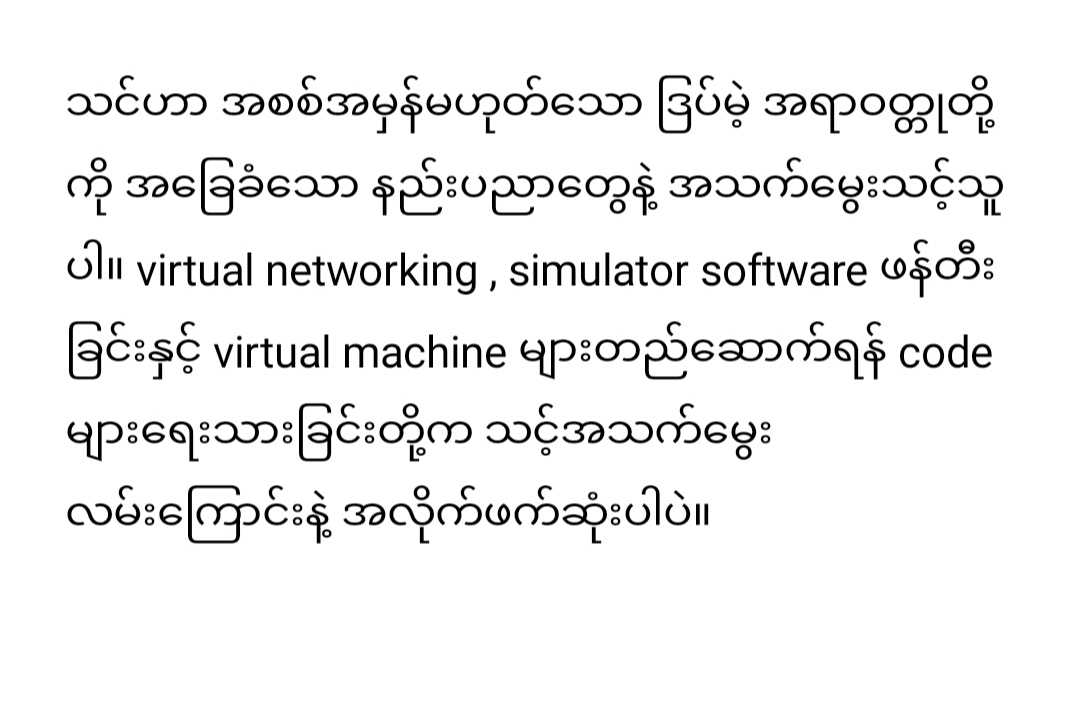 သင်ဟာ အစစ်အမှန်မဟုတ်သော ဒြပ်မဲ့ အရာဝတ္တုတို့
ကို အခြေခံသော နည်းပညာတွေနဲ့ အသက်မွေးသင့်သူ
ပါ။ virtual networking , simulator software ဖန်တီး
ခြင်းနှင့် virtual machine များတည်ဆောက်ရန် code
များရေးသားခြင်းတို့က သင့်အသက်မွေး
လမ်းကြောင်းနဲ့ အလိုက်ဖက်ဆုံးပါပဲ။